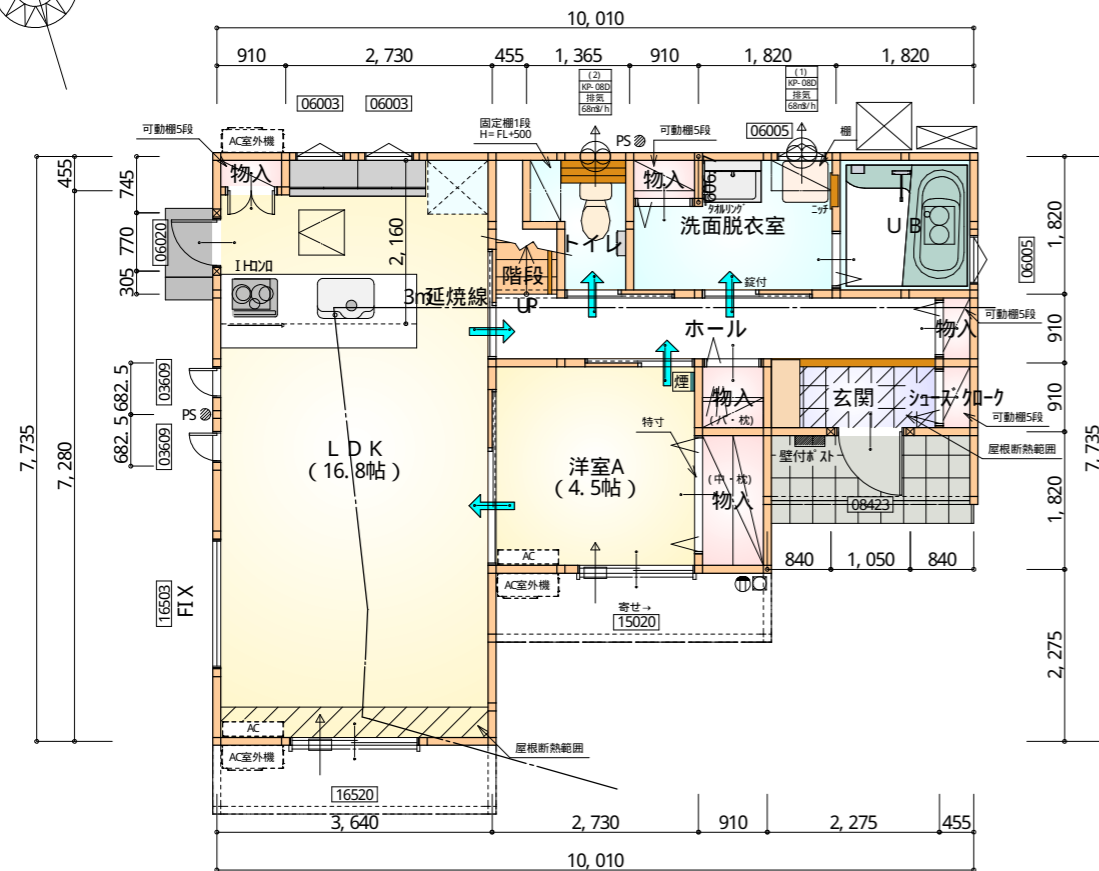 10,010
910
2,730
455
1,365
910
1,820
1,820
(2)
KP-08D
排気
68m3/h
(1)
KP-08D
排気
68m3/h
06003
06003
可動棚5段
AC室外機
固定棚1段
H=FL+500
PS
可動棚5段
06005
棚
物入
物入
タオルリング
ニッチ
洗面脱衣室
UB
トイレ
階段
UP
錠付
IHコンロ
2,160
3m延焼線
ホール
物入
可動棚5段
06020
06005
455
745
770
305
7,735
7,280
682.5
682.5
03609
03609
PS
LDK
(16.8帖)
煙
物入
(ハ・枕)
玄関
シューズクローク
可動棚5段
屋根断熱範囲
特寸
洋室A
(4.5帖)
(中・枕)
物入
壁付ポスト
08423
1,820
910
910
1,820
2,275
7,735
840
1,050
840
16503
FIX
AC
AC室外機
寄せ→
15020
AC
AC室外機
屋根断熱範囲
16520
3,640
2,730
910
2,275
455
10,010